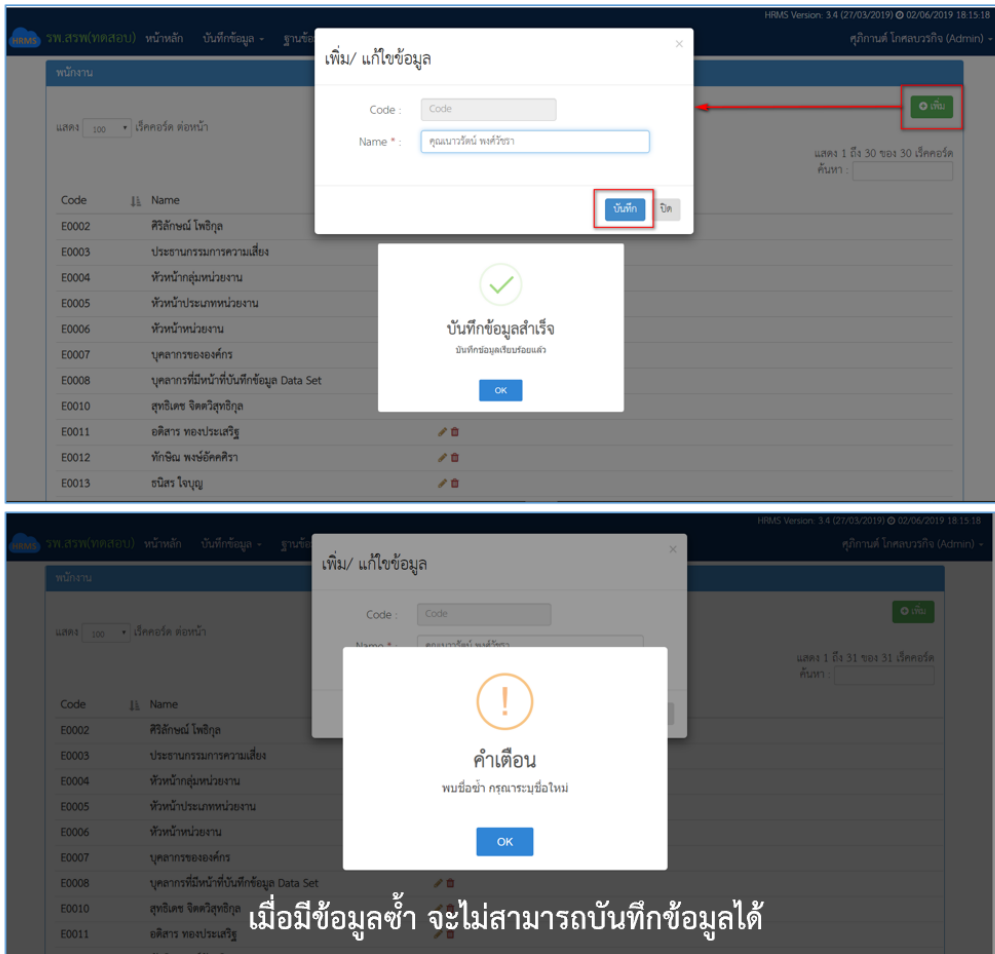 HRMS Version: 3.4 (27/03/2019) 02/06/2019 18:15:18
HRMS รพ.สรพ(ทดสอบ) หน้าหลัก บันทึกข้อมูล ฐานข้อ ศุภิกานต์ โกศลบวรกิจ (Admin)
พนักงาน
เพิ่ม/ แก้ไขข้อมูล
×
Code : Code
เพิ่ม
แสดง 100 เร็คคอร์ด ต่อหน้า
Name * : คุณเนาวรัตน์ พงศ์วัชรา
แสดง 1 ถึง 30 ของ 30 เร็คคอร์ด
ค้นหา :
บันทึก ปิด
Code Name
E0002 ศิริลักษณ์ โพธิกุล
E0003 ประธานกรรมการความเสี่ยง
E0004 หัวหน้ากลุ่มหน่วยงาน
E0005 หัวหน้าประเภทหน่วยงาน
E0006 หัวหน้าหน่วยงาน
E0007 บุคลากรขององค์กร
E0008 บุคลากรที่มีหน้าที่บันทึกข้อมูล Data Set
E0010 สุทธิเดช จิตตวิสุทธิกุล
E0011 อดิสาร ทองประเสริฐ
E0012 ทักษิณ พงษ์อัคคศิรา
E0013 ธนิสร ใจบุญ
บันทึกข้อมูลสำเร็จ
บันทึกข้อมูลเรียบร้อยแล้ว
OK
HRMS Version: 3.4 (27/03/2019) 02/06/2019 18:15:18
HRMS รพ.สรพ(ทดสอบ) หน้าหลัก บันทึกข้อมูล ฐานข้อ ศุภิกานต์ โกศลบวรกิจ (Admin)
พนักงาน
เพิ่ม/ แก้ไขข้อมูล
×
Code : Code
เพิ่ม
แสดง 100 เร็คคอร์ด ต่อหน้า
Name * : คุณเนาวรัตน์ พงศ์วัชรา
แสดง 1 ถึง 31 ของ 31 เร็คคอร์ด
ค้นหา :
Code Name
E0002 ศิริลักษณ์ โพธิกุล
E0003 ประธานกรรมการความเสี่ยง
E0004 หัวหน้ากลุ่มหน่วยงาน
E0005 หัวหน้าประเภทหน่วยงาน
E0006 หัวหน้าหน่วยงาน
E0007 บุคลากรขององค์กร
E0008 บุคลากรที่มีหน้าที่บันทึกข้อมูล Data Set
E0010 สุทธิเดช จิตตวิสุทธิกุล
E0011 อดิสาร ทองประเสริฐ
คำเตือน
พบชื่อซ้ำ กรุณาระบุชื่อใหม่
OK
เมื่อมีข้อมูลซ้ำ จะไม่สามารถบันทึกข้อมูลได้